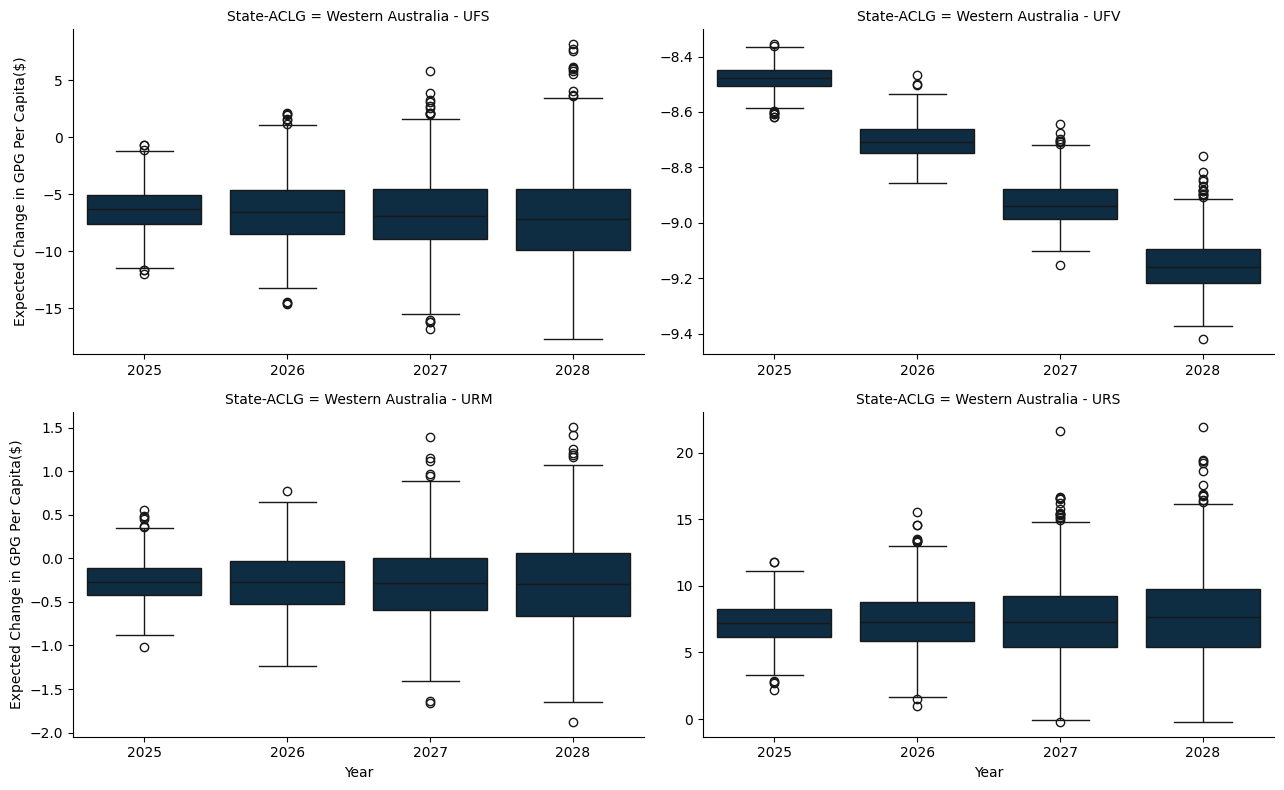 State-ACLG = Western Australia - UFS
Expected Change in GPG Per Capita($)
5
0
−5
−10
−15
2025 2026 2027 2028
State-ACLG = Western Australia - UFV
−8.4
−8.6
−8.8
−9.0
−9.2
−9.4
2025 2026 2027 2028
State-ACLG = Western Australia - URM
Expected Change in GPG Per Capita($)
1.5
1.0
0.5
0.0
−0.5
−1.0
−1.5
−2.0
2025 2026 2027 2028
Year
State-ACLG = Western Australia - URS
20
15
10
5
0
2025 2026 2027 2028
Year